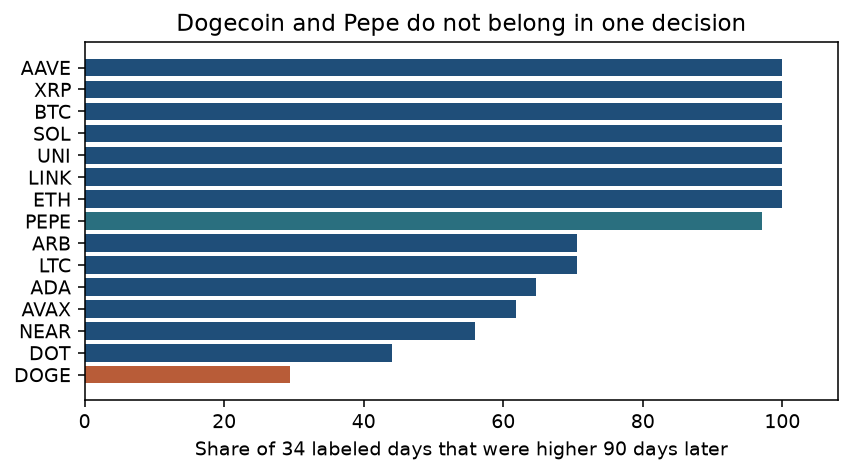 Dogecoin and Pepe do not belong in one decision
AAVE
XRP
BTC
SOL
UNI
LINK
ETH
PEPE
ARB
LTC
ADA
AVAX
NEAR
DOT
DOGE
0 20 40 60 80 100
Share of 34 labeled days that were higher 90 days later